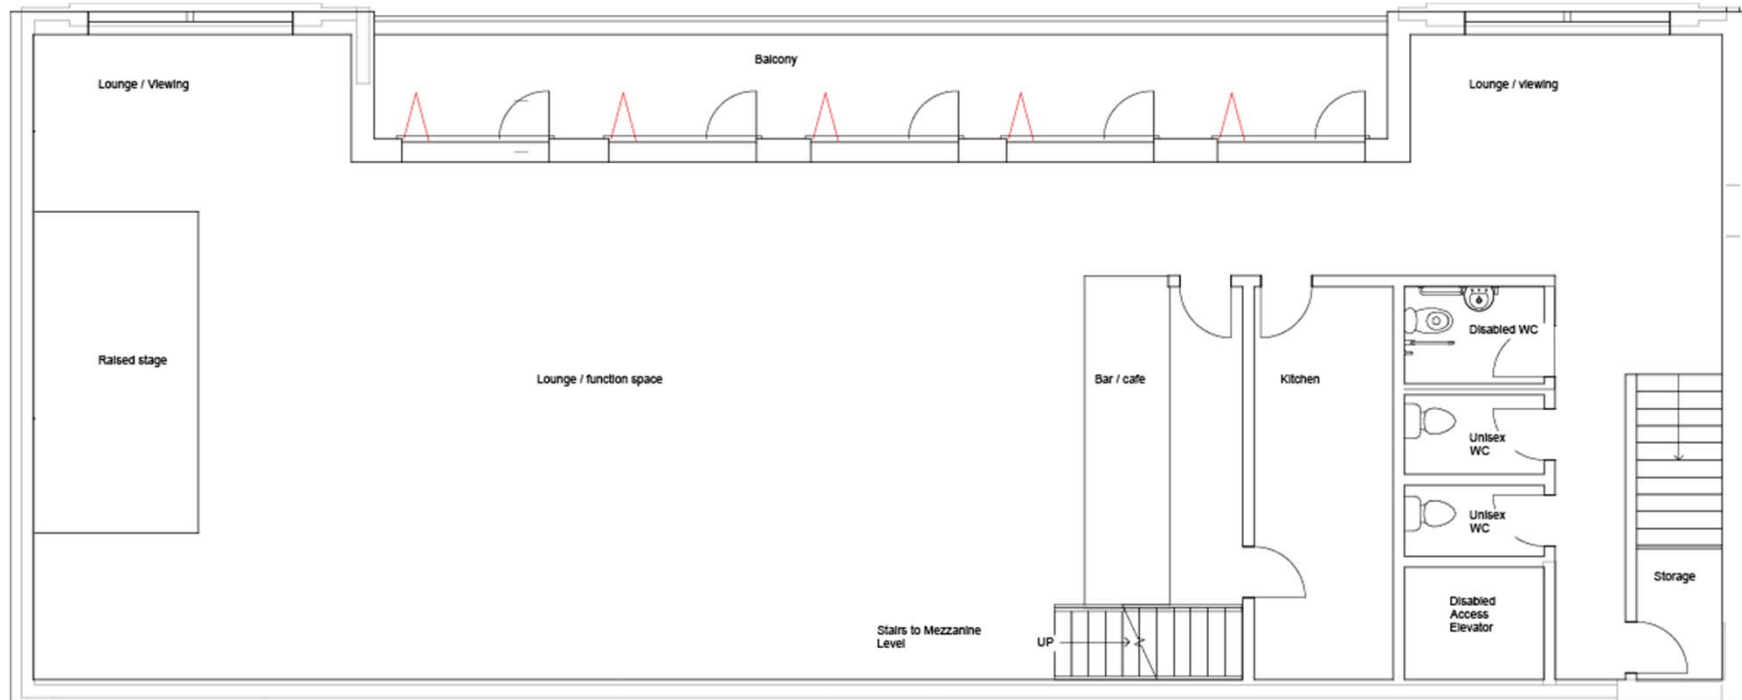 Balcony
Lounge / Viewing
Lounge / viewing
Disabled WC
Raised stage
Lounge / function space
Bar / cafe
Kitchen
Unisex
WC
Unisex
WC
Storage
Disabled
Access
Elevator
Stairs to Mezzanine
Level
UP